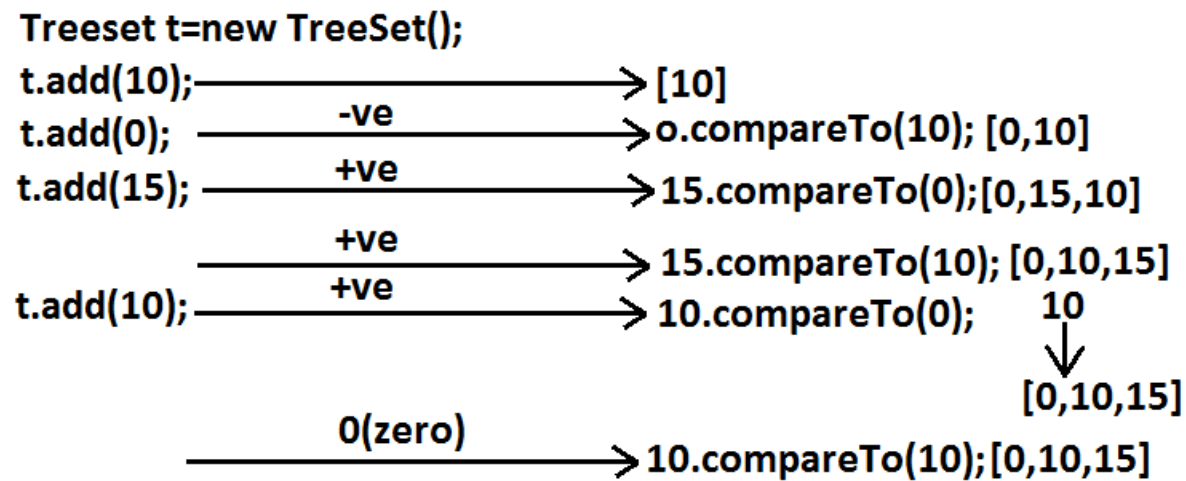 Treeset t=new TreeSet();
t.add(10); [10]
-ve
t.add(0); o.compareTo(10); [0,10]
+ve
t.add(15); 15.compareTo(0);[0,15,10]
+ve
15.compareTo(10); [0,10,15]
+ve
t.add(10); 10.compareTo(0); 10
[0,10,15]
0(zero)
10.compareTo(10);[0,10,15]